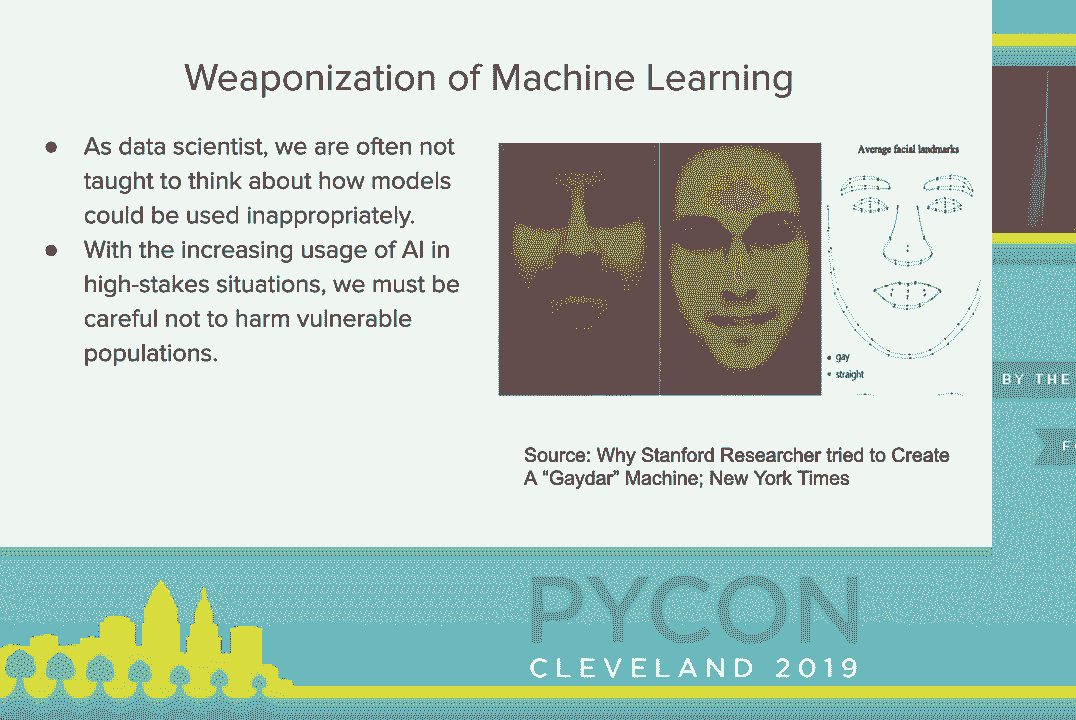 Weaponization of Machine Learning
● As data scientist, we are often not
taught to think about how models
could be used inappropriately.
● With the increasing usage of AI in
high-stakes situations, we must be
careful not to harm vulnerable
populations.
Average facial landmarks
gay
straight
Source: Why Stanford Researcher tried to Create
A “Gaydar” Machine; New York Times
BY THE
PYCON
CLEVELAND 2019